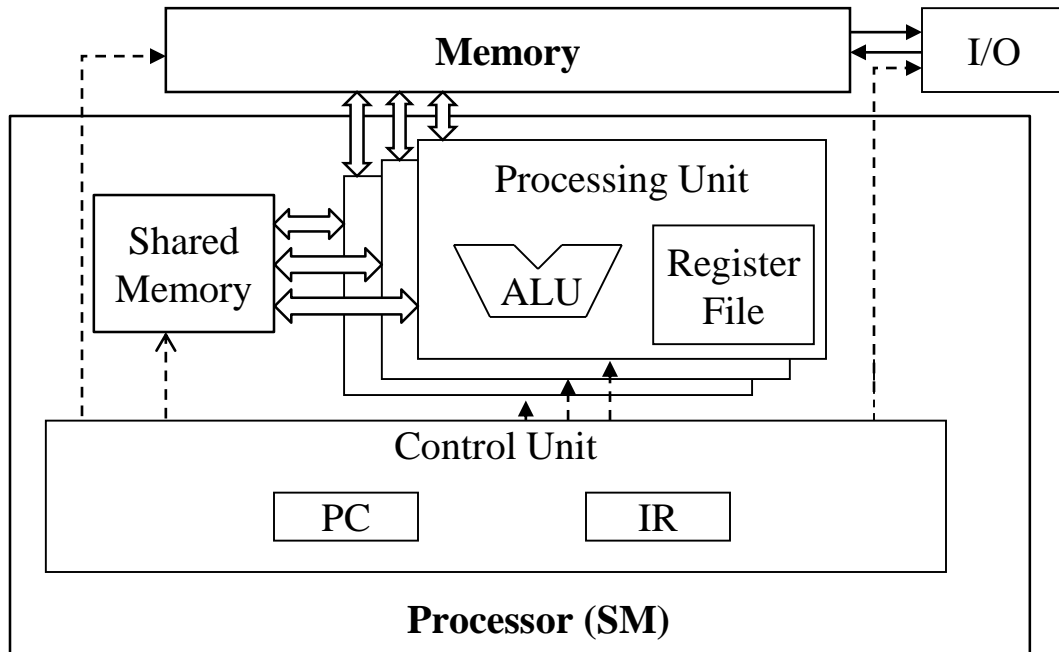 Memory
I/O
Processing Unit
Shared
Memory
ALU
Register
File
Control Unit
PC
IR
Processor (SM)